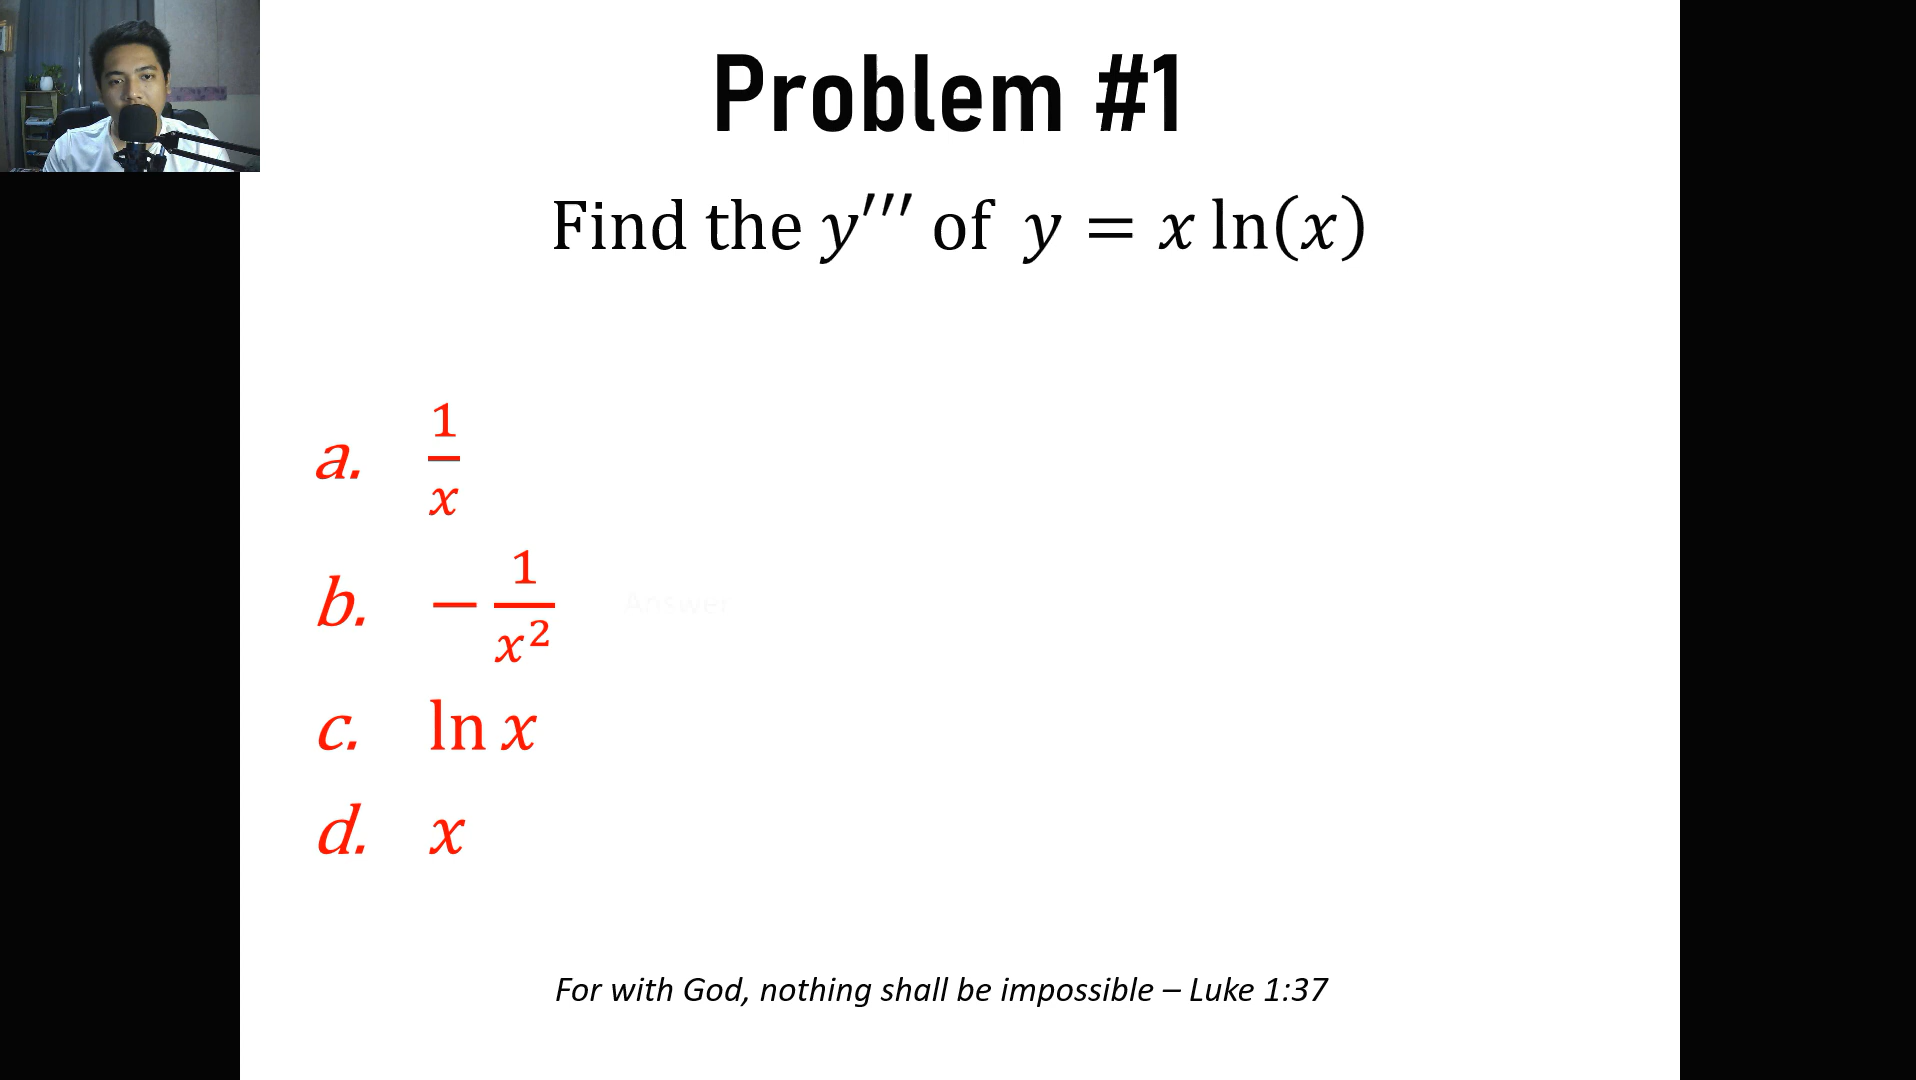 Problem #1
Find the y''' of y = x ln(x)
a. 1/x
b. − 1/x² Answer
c. ln x
d. x
For with God, nothing shall be impossible – Luke 1:37